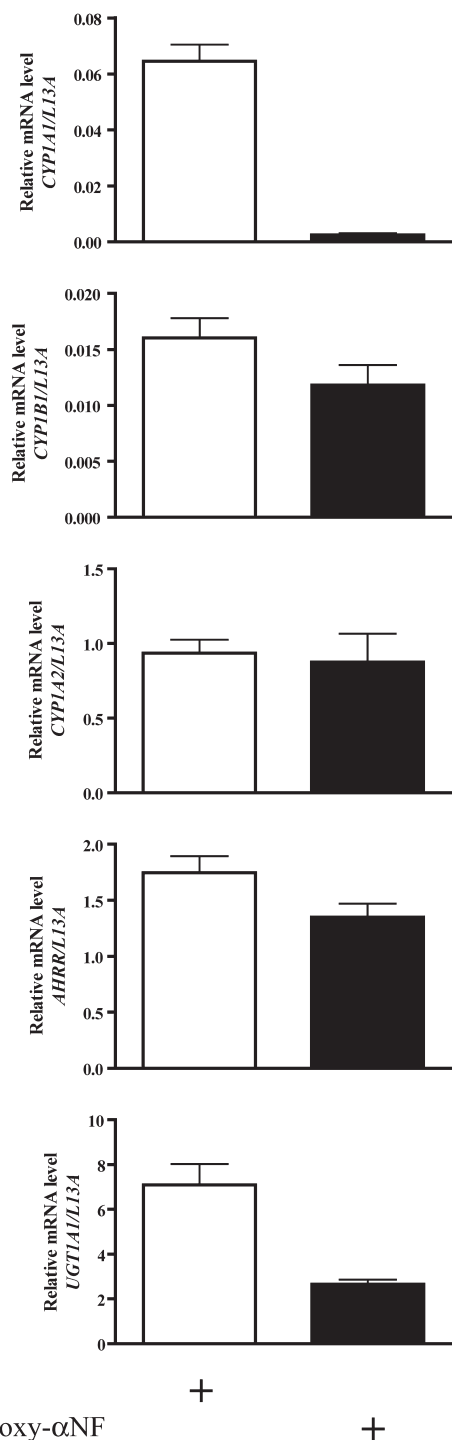 Relative mRNA level
CYP1A1/L13A
0.08
0.06
0.04
0.02
0.00
Relative mRNA level
CYP1B1/L13A
0.020
0.015
0.010
0.005
0.000
Relative mRNA level
CYP1A2/L13A
1.5
1.0
0.5
0.0
Relative mRNA level
AHRR/L13A
2.0
1.5
1.0
0.5
0.0
Relative mRNA level
UGT1A1/L13A
10
8
6
4
2
0
+
oxy-αNF +